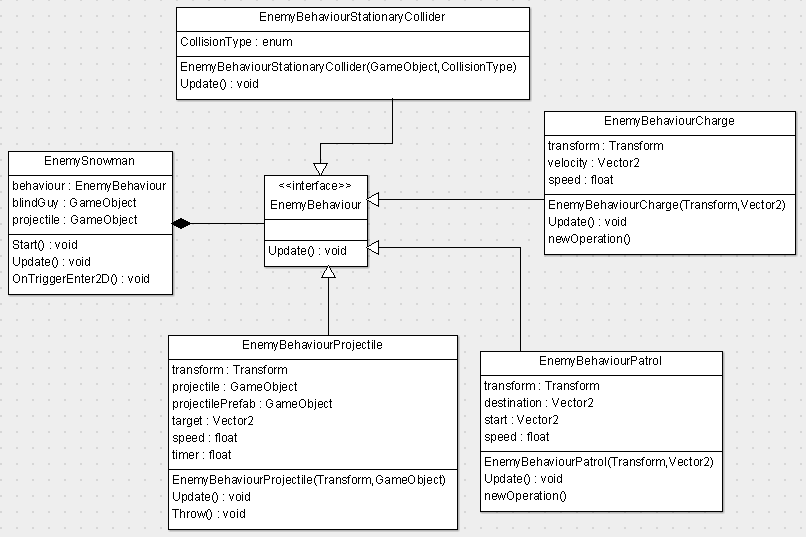 EnemyBehaviourStationaryCollider
CollisionType : enum
EnemyBehaviourStationaryCollider(GameObject,CollisionType)
Update() : void
EnemyBehaviourCharge
transform : Transform
velocity : Vector2
speed : float
EnemyBehaviourCharge(Transform,Vector2)
Update() : void
newOperation()
EnemySnowman
behaviour : EnemyBehaviour
blindGuy : GameObject
projectile : GameObject
Start() : void
Update() : void
OnTriggerEnter2D() : void
<<interface>>
EnemyBehaviour
Update() : void
EnemyBehaviourProjectile
transform : Transform
projectile : GameObject
projectilePrefab : GameObject
target : Vector2
speed : float
timer : float
EnemyBehaviourProjectile(Transform,GameObject)
Update() : void
Throw() : void
EnemyBehaviourPatrol
transform : Transform
destination : Vector2
start : Vector2
speed : float
EnemyBehaviourPatrol(Transform,Vector2)
Update() : void
newOperation()